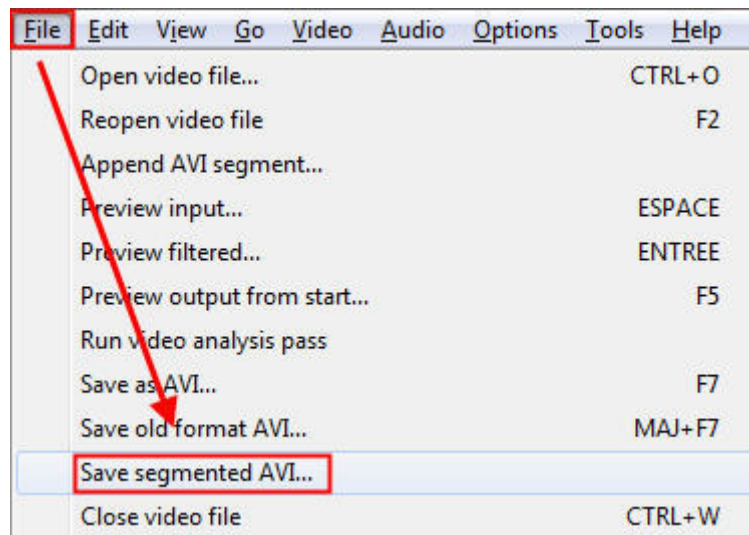 File Edit View Go Video Audio Options Tools Help
Open video file... CTRL+O
Reopen video file F2
Append AVI segment...
Preview input... ESPACE
Preview filtered... ENTREE
Preview output from start... F5
Run video analysis pass
Save as AVI... F7
Save old format AVI... MAJ+F7
Save segmented AVI...
Close video file CTRL+W